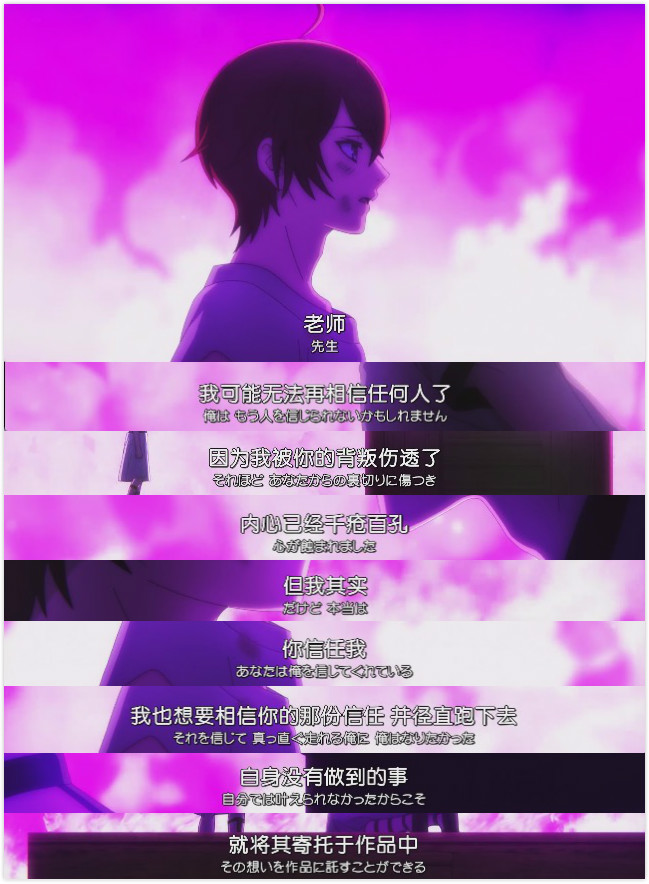 老师
先生
我可能无法再相信任何人了
俺は もう人を信じられないかもしれません
因为我被你的背叛伤透了
それほど あなたからの裏切りに傷つき
内心已经千疮百孔
心が蝕まれました
但我其实
だけど 本当は
你信任我
あなたは俺を信じてくれている
我也想要相信你的那份信任 并径直跑下去
それを信じて 真っ直ぐ走れる俺に 俺はなりたかった
自身没有做到的事
自分では叶えられなかったからこそ
就将其寄托于作品中
その想いを作品に託すことができる